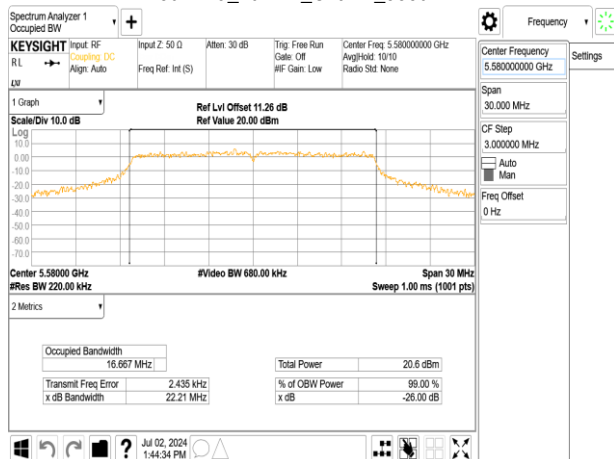 Spectrum Analyzer 1
Occupied BW
Frequency
KEYSIGHT
RL
Input: RF
Coupling: DC
Align: Auto
Input Z: 50 Ω
Freq Ref: Int (S)
Atten: 30 dB
Trig: Free Run
Gate: Off
#IF Gain: Low
Center Freq: 5.580000000 GHz
Avg|Hold: 10/10
Radio Std: None
Center Frequency
5.580000000 GHz
Settings
Span
30.000 MHz
CF Step
3.000000 MHz
Auto
Man
Freq Offset
0 Hz
1 Graph
Scale/Div 10.0 dB
Ref Lvl Offset 11.26 dB
Ref Value 20.00 dBm
Log
10.0
0.00
-10.0
-20.0
-30.0
-40.0
-50.0
-60.0
-70.0
Center 5.58000 GHz
#Res BW 220.00 kHz
#Video BW 680.00 kHz
Span 30 MHz
Sweep 1.00 ms (1001 pts)
2 Metrics
Occupied Bandwidth
16.667 MHz
Transmit Freq Error 2.435 kHz
x dB Bandwidth 22.21 MHz
Total Power 20.6 dBm
% of OBW Power 99.00 %
x dB -26.00 dB
?
Jul 02, 2024
1:44:34 PM